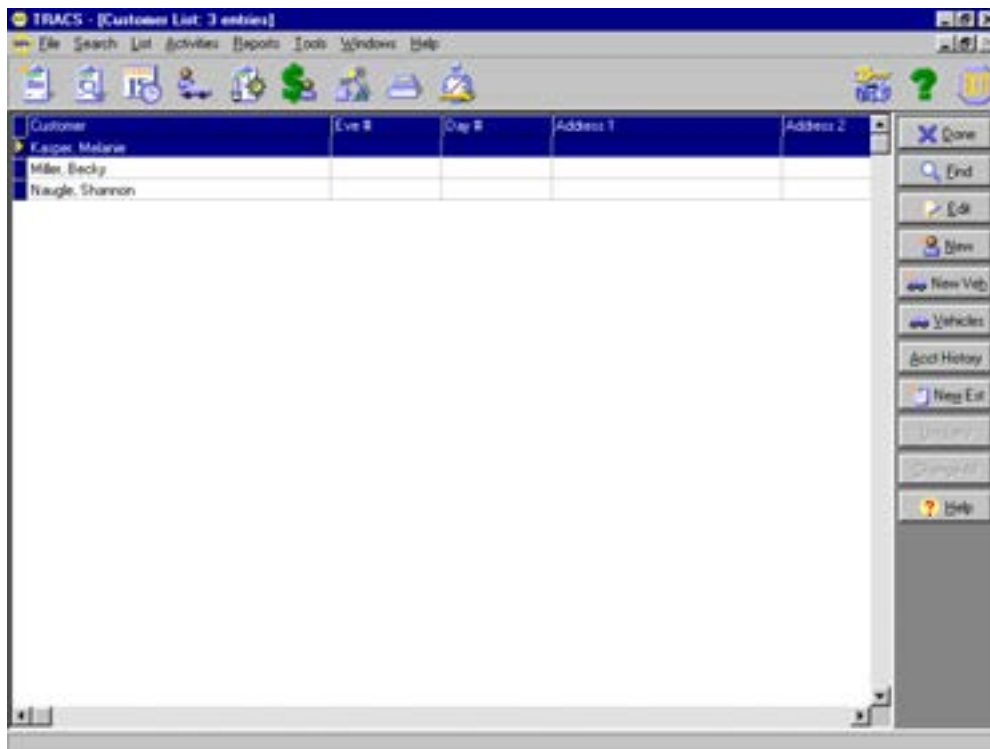 TRACS - [Customer List: 3 entries]
File Search List Activities Reports Tools Windows Help
15
Customer Eve # Day # Address 1 Address 2
Kasper, Melanie
Miller, Becky
Naugle, Shannon
Done
Find
Edit
New
New Veh
Vehicles
Acct History
New Est
Help